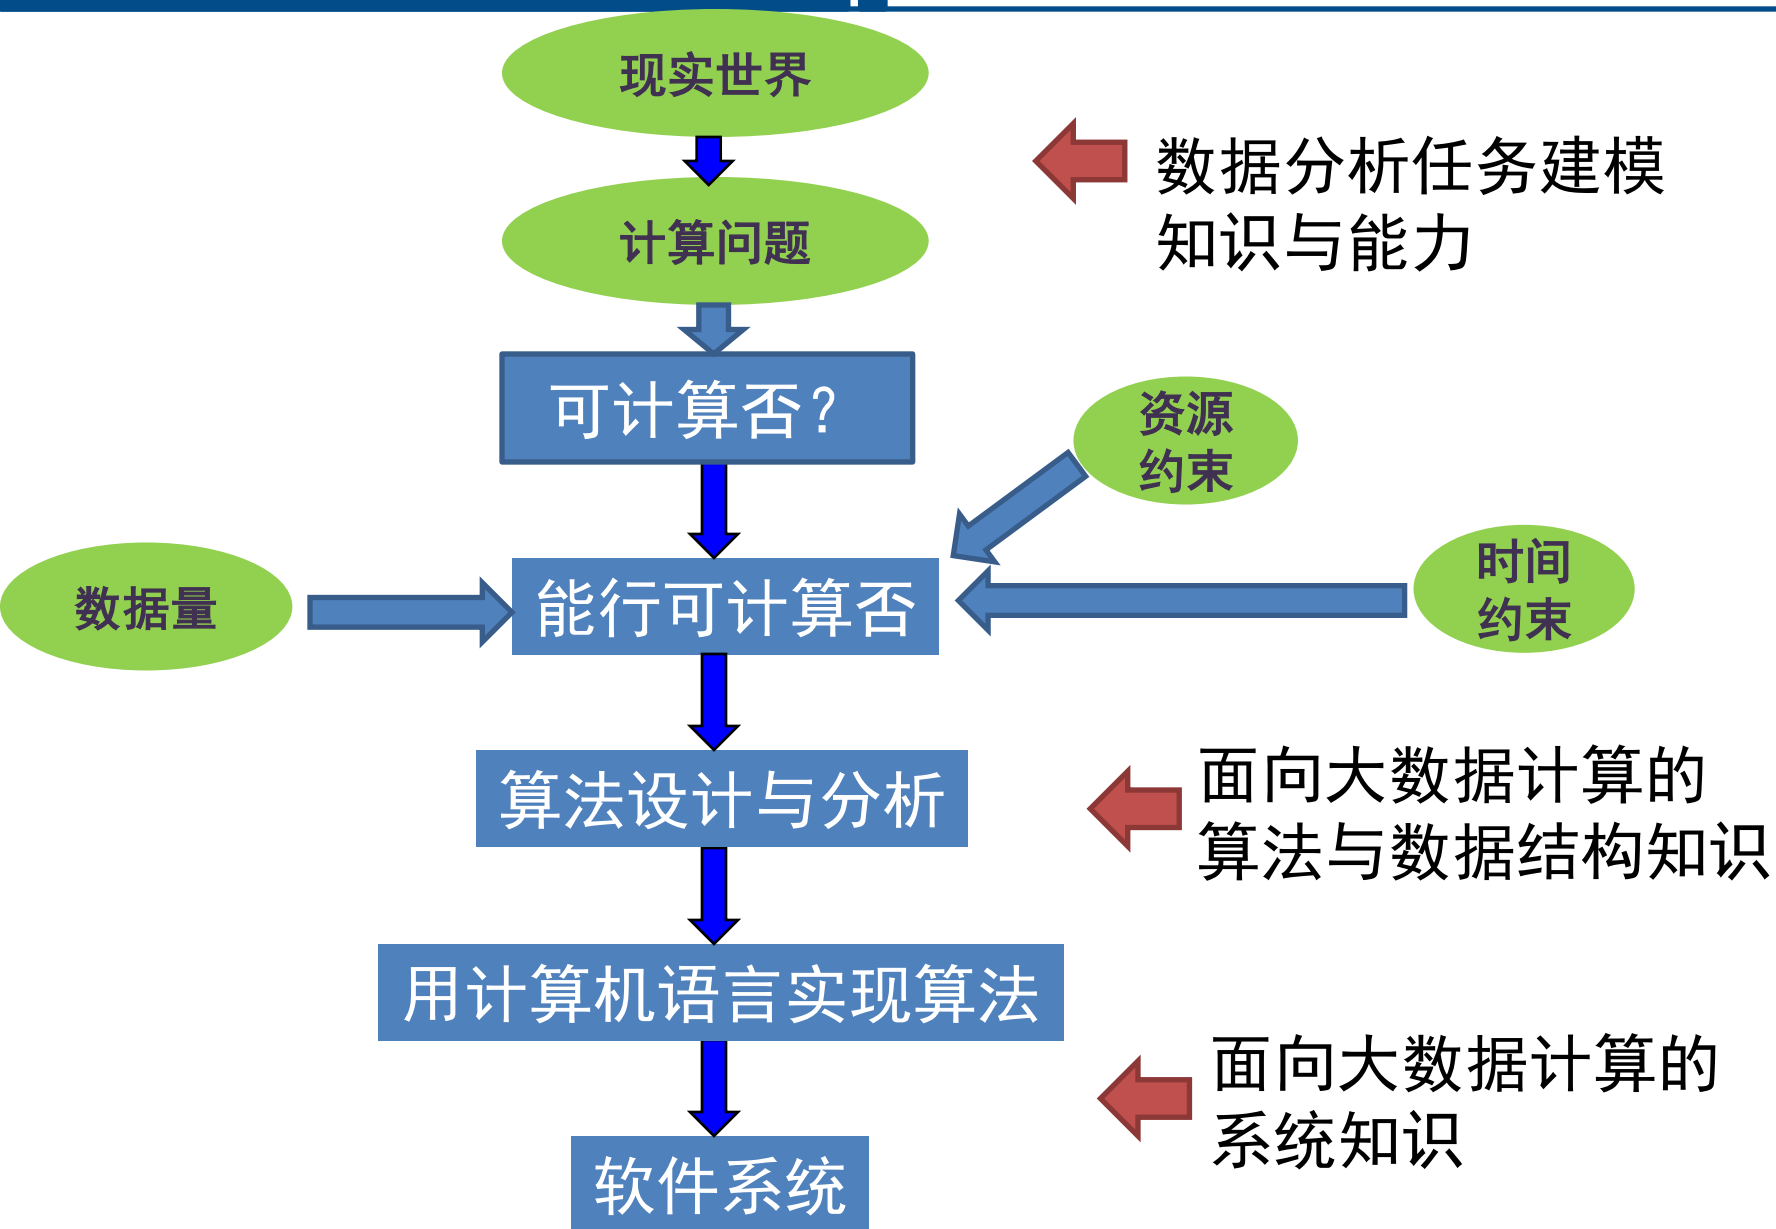 现实世界
数据分析任务建模
知识与能力
计算问题
可计算否？
资源
约束
时间
约束
数据量
能行可计算否
面向大数据计算的
算法与数据结构知识
算法设计与分析
用计算机语言实现算法
面向大数据计算的
系统知识
软件系统